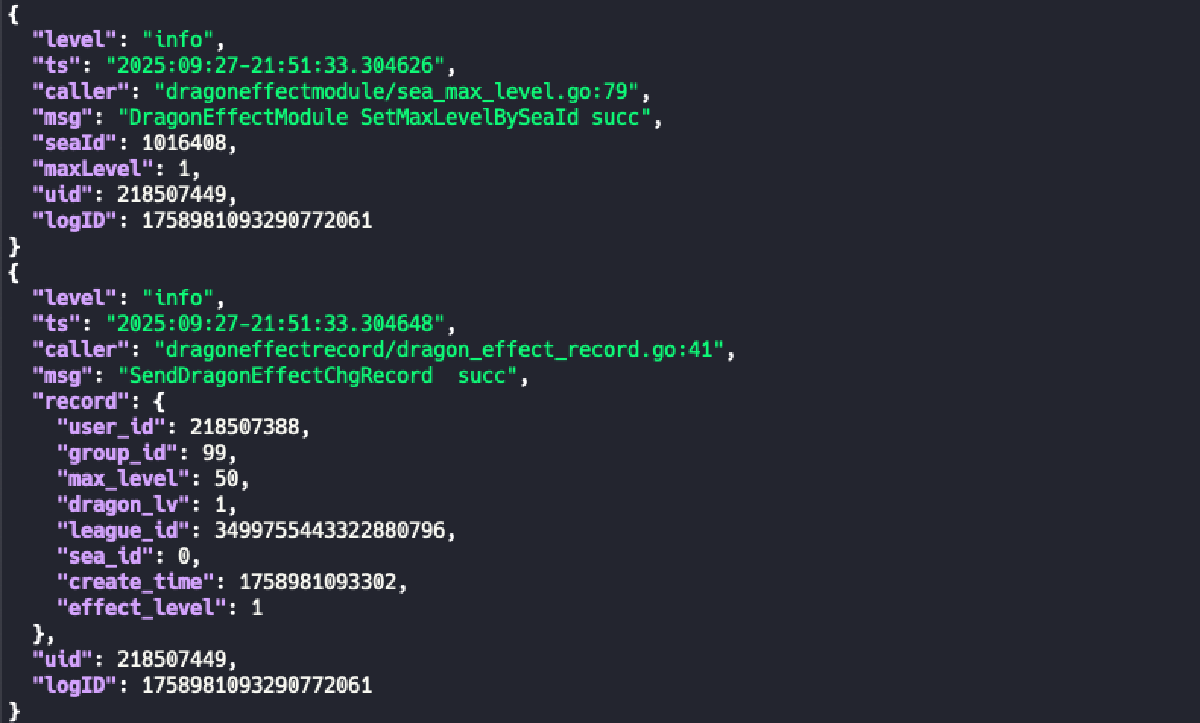 {
  "level": "info",
  "ts": "2025:09:27-21:51:33.304626",
  "caller": "dragoneffectmodule/sea_max_level.go:79",
  "msg": "DragonEffectModule SetMaxLevelBySeaId succ",
  "seaId": 1016408,
  "maxLevel": 1,
  "uid": 218507449,
  "logID": 1758981093290772061
}
{
  "level": "info",
  "ts": "2025:09:27-21:51:33.304648",
  "caller": "dragoneffectrecord/dragon_effect_record.go:41",
  "msg": "SendDragonEffectChgRecord  succ",
  "record": {
    "user_id": 218507388,
    "group_id": 99,
    "max_level": 50,
    "dragon_lv": 1,
    "league_id": 3499755443322880796,
    "sea_id": 0,
    "create_time": 1758981093302,
    "effect_level": 1
  },
  "uid": 218507449,
  "logID": 1758981093290772061
}